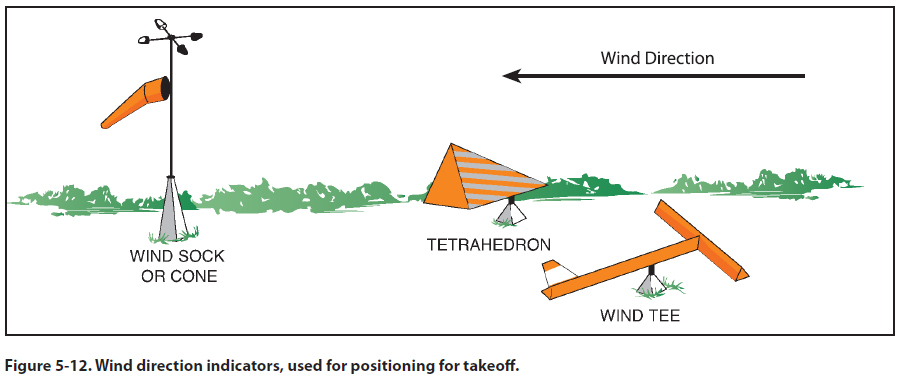 Wind Direction
WIND SOCK
OR CONE
TETRAHEDRON
WIND TEE
Figure 5-12. Wind direction indicators, used for positioning for takeoff.